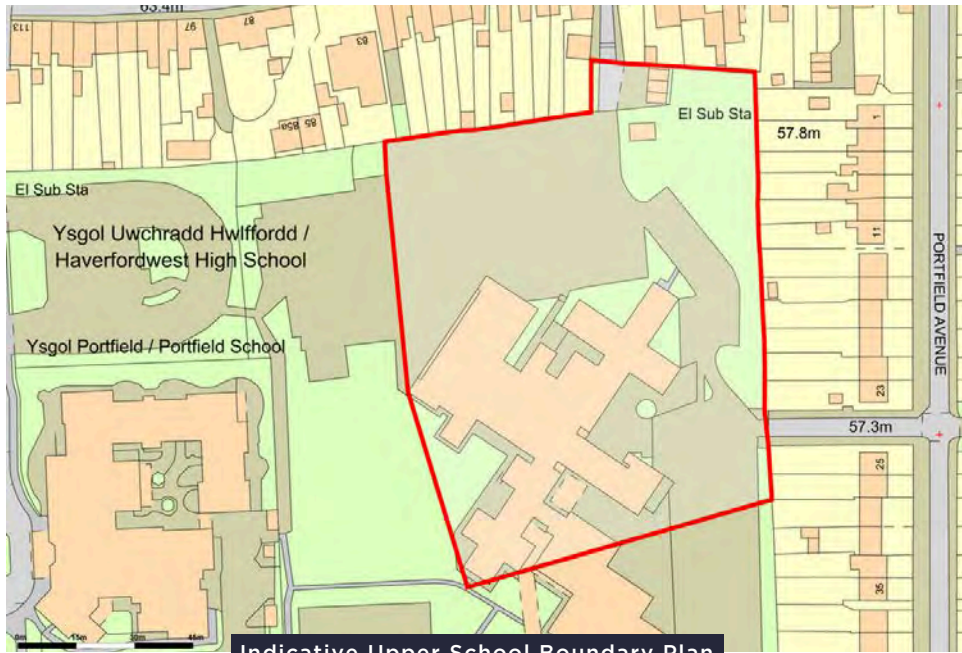 63.4m
113
97
87
83
85a
85
El Sub Sta
1
57.8m
El Sub Sta
Ysgol Uwchradd Hwlffordd /
Haverfordwest High School
11
PORTFIELD AVENUE
Ysgol Portfield / Portfield School
23
57.3m
25
35
0m
15m
30m
45m
Indicative Upper School Boundary Plan